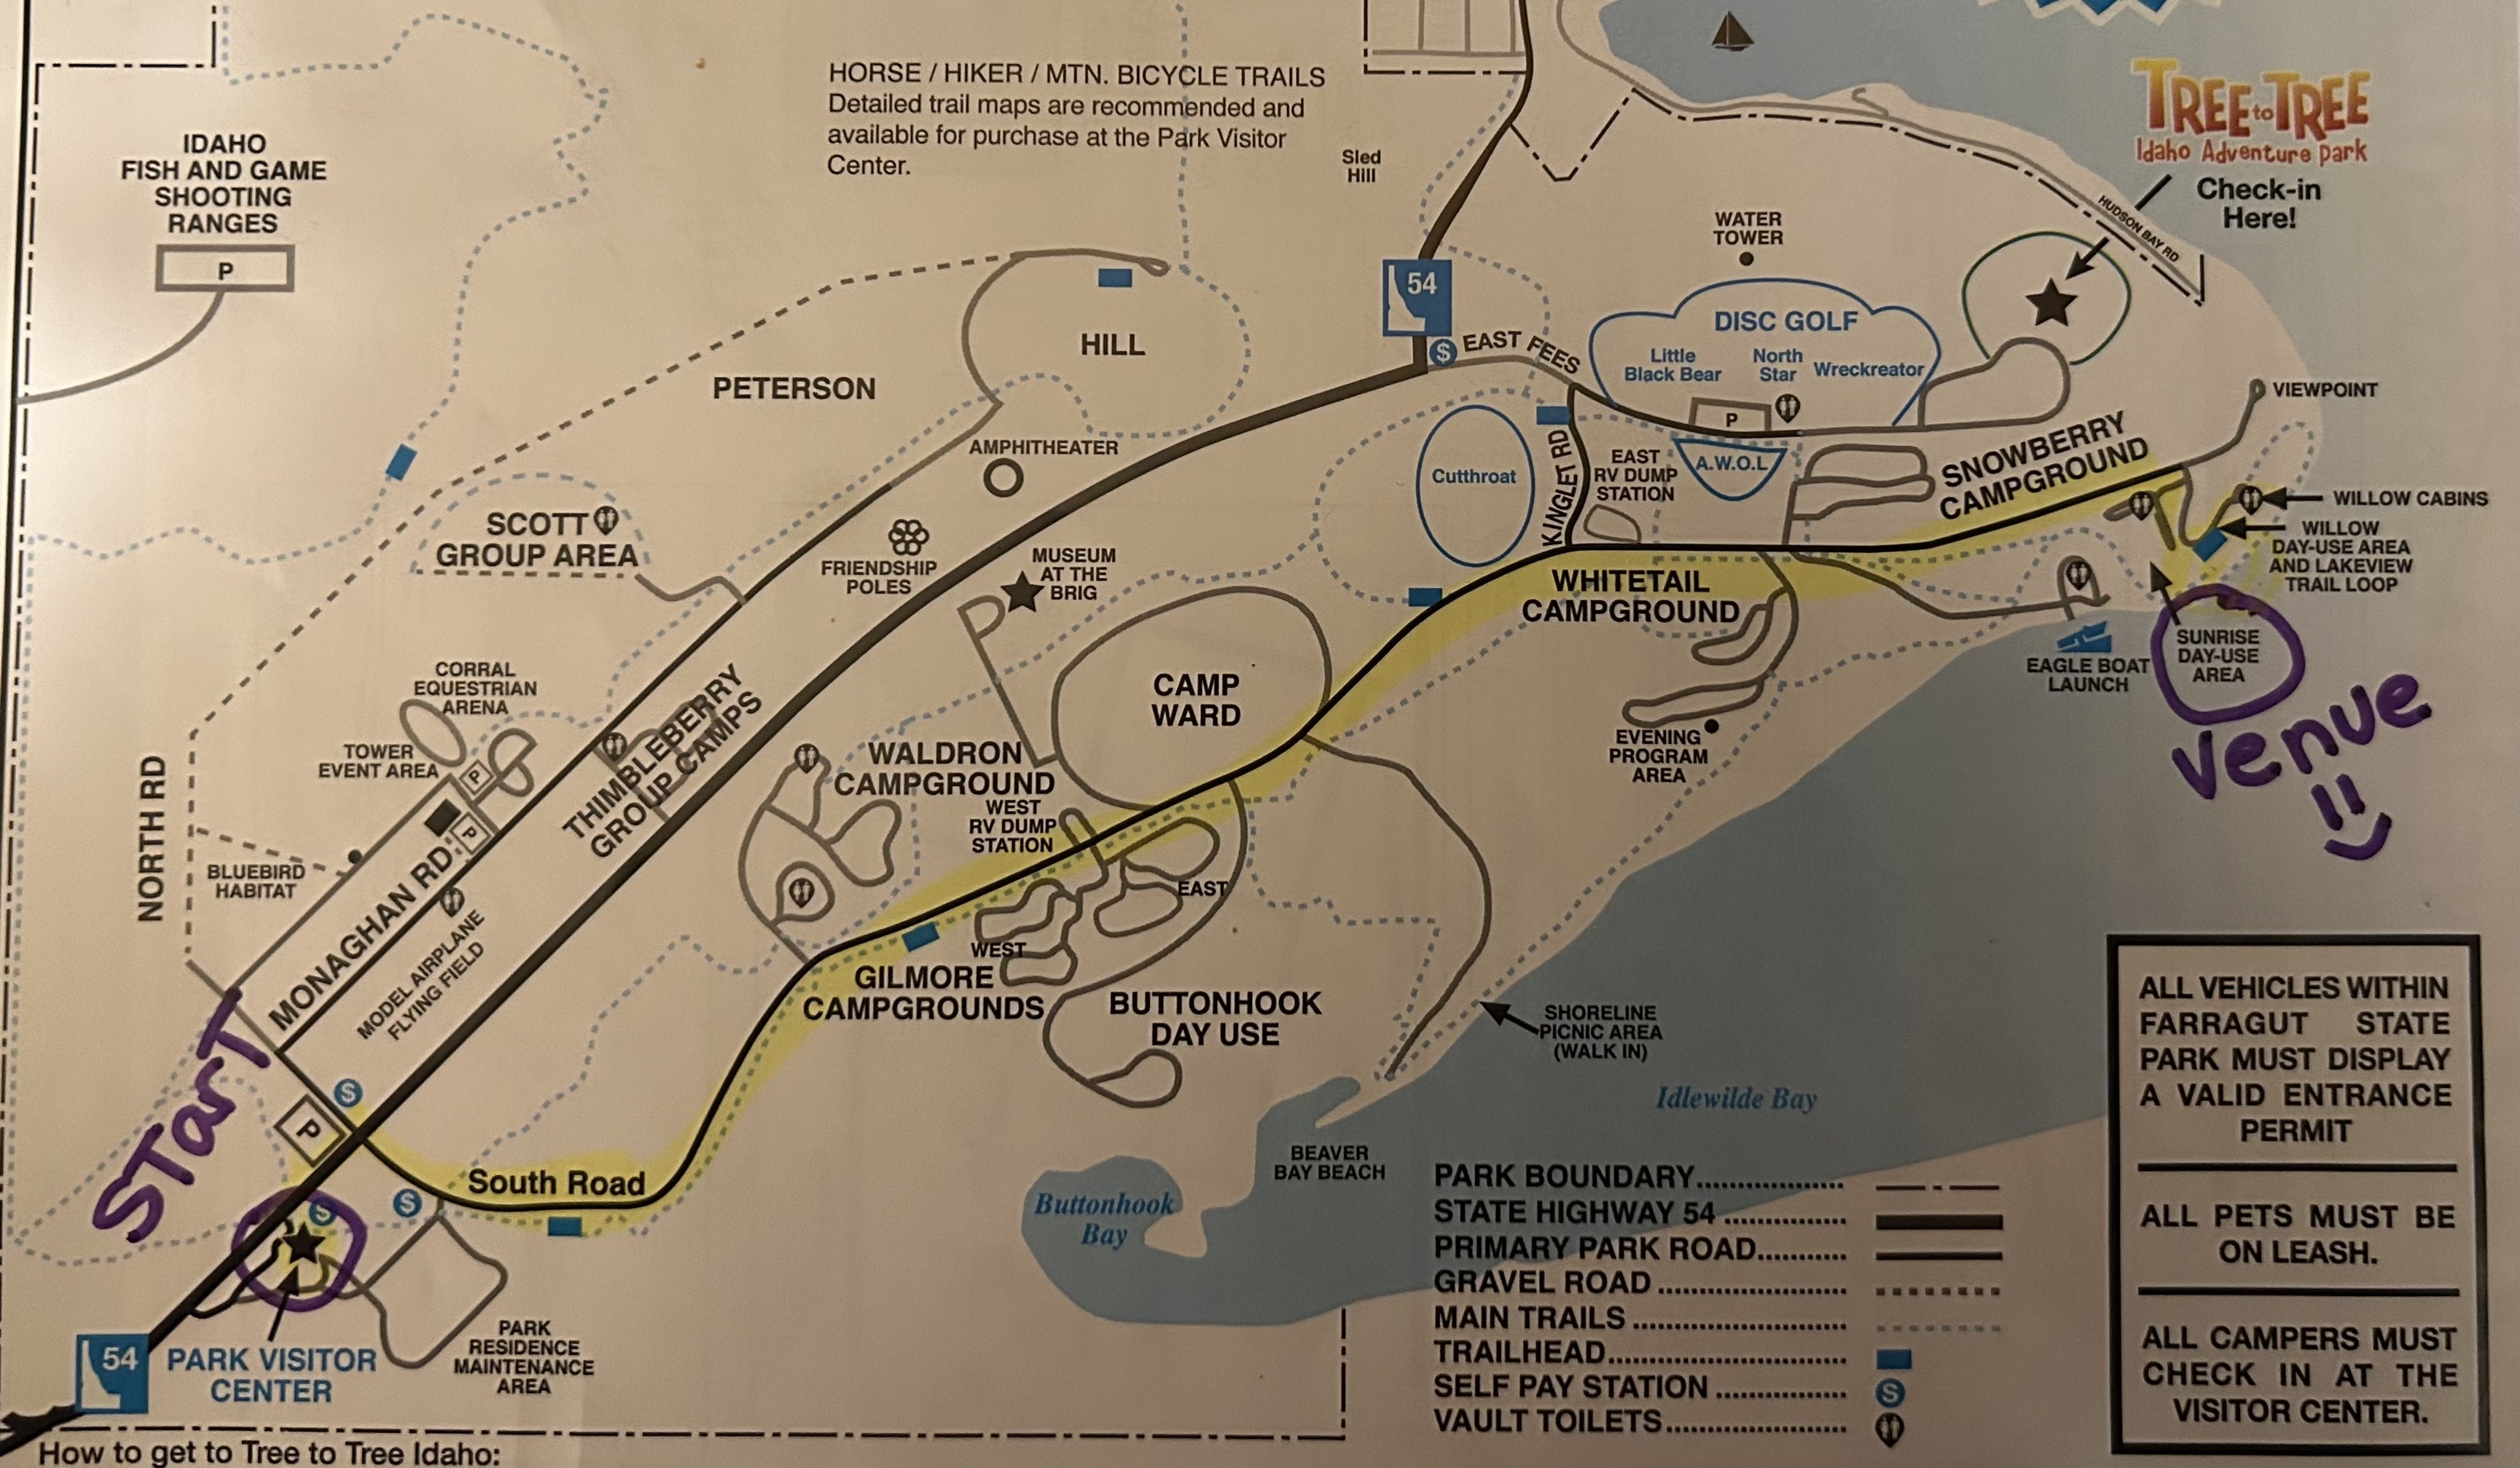 HORSE / HIKER / MTN. BICYCLE TRAILS
Detailed trail maps are recommended and
available for purchase at the Park Visitor
Center.
IDAHO
FISH AND GAME
SHOOTING
RANGES
P
Sled
Hill
TREE to TREE
Idaho Adventure Park
Check-in
Here!
HUDSON BAY RD
WATER
TOWER
54
$
EAST FEES
DISC GOLF
Little
Black Bear
North
Star
Wreckreator
P
HILL
PETERSON
VIEWPOINT
AMPHITHEATER
Cutthroat
KINGLET RD
EAST
RV DUMP
STATION
A.W.O.L
SNOWBERRY
CAMPGROUND
WILLOW CABINS
WILLOW
DAY-USE AREA
AND LAKEVIEW
TRAIL LOOP
SCOTT
GROUP AREA
FRIENDSHIP
POLES
MUSEUM
AT THE
BRIG
WHITETAIL
CAMPGROUND
EAGLE BOAT
LAUNCH
SUNRISE
DAY-USE
AREA
venue
CORRAL
EQUESTRIAN
ARENA
TOWER
EVENT AREA
P
P
THIMBLEBERRY
GROUP CAMPS
CAMP
WARD
EVENING
PROGRAM
AREA
WALDRON
CAMPGROUND
WEST
RV DUMP
STATION
NORTH RD
BLUEBIRD
HABITAT
MONAGHAN RD
MODEL AIRPLANE
FLYING FIELD
EAST
WEST
GILMORE
CAMPGROUNDS
BUTTONHOOK
DAY USE
SHORELINE
PICNIC AREA
(WALK IN)
START
$
P
South Road
$
$
Idlewilde Bay
BEAVER
BAY BEACH
Buttonhook
Bay
PARK
RESIDENCE
MAINTENANCE
AREA
54
PARK VISITOR
CENTER
PARK BOUNDARY
STATE HIGHWAY 54
PRIMARY PARK ROAD
GRAVEL ROAD
MAIN TRAILS
TRAILHEAD
SELF PAY STATION
$
VAULT TOILETS
ALL VEHICLES WITHIN
FARRAGUT STATE
PARK MUST DISPLAY
A VALID ENTRANCE
PERMIT
ALL PETS MUST BE
ON LEASH.
ALL CAMPERS MUST
CHECK IN AT THE
VISITOR CENTER.
How to get to Tree to Tree Idaho: